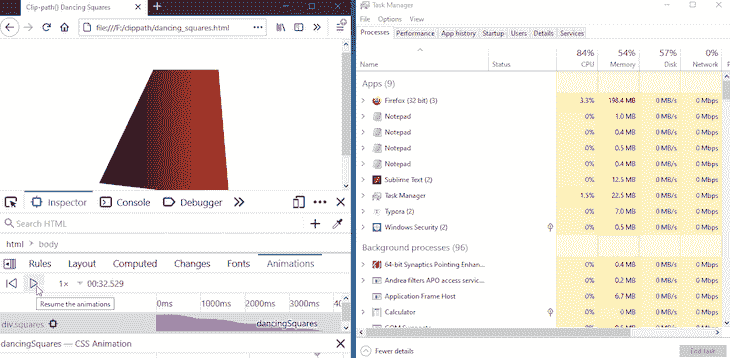 Clip-path() Dancing Squares
file:///F:/clippath/dancing_squares.html
Inspector
Console
Debugger
Search HTML
html
body
Rules
Layout
Computed
Changes
Fonts
Animations
1×
00:32.529
Resume the animations
0ms
1000ms
2000ms
3000ms
div.squares
dancingSquares
dancingSquares — CSS Animation
Task Manager
File Options View
Processes Performance App history Startup Users Details Services
84% 54% 57% 0%
Name Status CPU Memory Disk Network
Apps (9)
Firefox (32 bit) (3) 3.3% 198.4 MB 0 MB/s 0 Mbps
Notepad 0% 1.0 MB 0 MB/s 0 Mbps
Notepad 0% 0.4 MB 0 MB/s 0 Mbps
Notepad 0% 0.5 MB 0 MB/s 0 Mbps
Notepad 0% 0.4 MB 0 MB/s 0 Mbps
Sublime Text (2) 0% 12.5 MB 0 MB/s 0 Mbps
Task Manager 1.5% 22.5 MB 0 MB/s 0 Mbps
Typora (2) 0% 7.0 MB 0 MB/s 0 Mbps
Windows Security (2) 0% 0.1 MB 0 MB/s 0 Mbps
Background processes (96)
64-bit Synaptics Pointing Enhan... 0% 0.4 MB 0 MB/s 0 Mbps
Andrea filters APO access servic... 0% 0.2 MB 0 MB/s 0 Mbps
Application Frame Host 0% 6.7 MB 0 MB/s 0 Mbps
Calculator 0% 0 MB/s 0 Mbps
Fewer details
End task